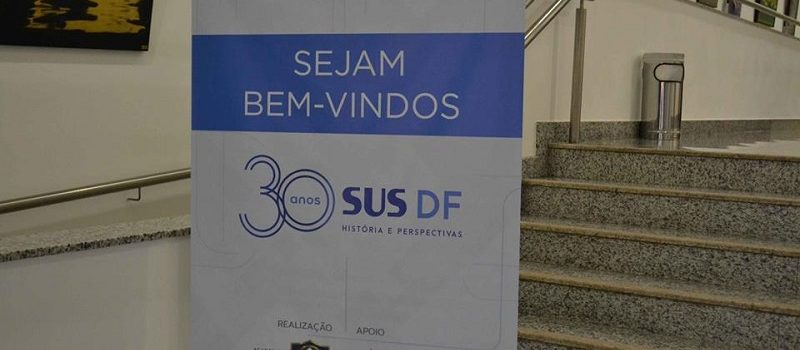 SEJAM
BEM-VINDOS
30 anos SUS DF
HISTÓRIA E PERSPECTIVAS
REALIZAÇÃO APOIO